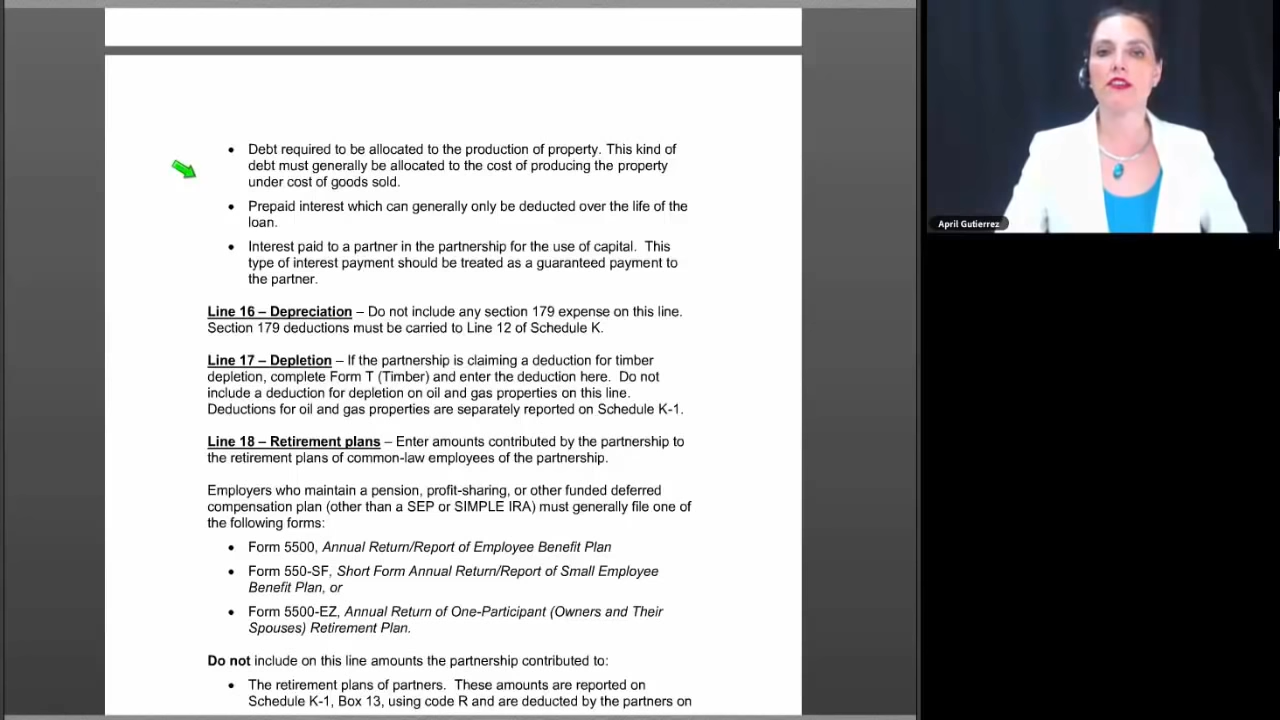 • Debt required to be allocated to the production of property. This kind of
debt must generally be allocated to the cost of producing the property
under cost of goods sold.
• Prepaid interest which can generally only be deducted over the life of the
loan.
• Interest paid to a partner in the partnership for the use of capital. This
type of interest payment should be treated as a guaranteed payment to
the partner.
Line 16 – Depreciation – Do not include any section 179 expense on this line.
Section 179 deductions must be carried to Line 12 of Schedule K.
Line 17 – Depletion – If the partnership is claiming a deduction for timber
depletion, complete Form T (Timber) and enter the deduction here. Do not
include a deduction for depletion on oil and gas properties on this line.
Deductions for oil and gas properties are separately reported on Schedule K-1.
Line 18 – Retirement plans – Enter amounts contributed by the partnership to
the retirement plans of common-law employees of the partnership.
Employers who maintain a pension, profit-sharing, or other funded deferred
compensation plan (other than a SEP or SIMPLE IRA) must generally file one of
the following forms:
• Form 5500, Annual Return/Report of Employee Benefit Plan
• Form 550-SF, Short Form Annual Return/Report of Small Employee
Benefit Plan, or
• Form 5500-EZ, Annual Return of One-Participant (Owners and Their
Spouses) Retirement Plan.
Do not include on this line amounts the partnership contributed to:
• The retirement plans of partners. These amounts are reported on
Schedule K-1, Box 13, using code R and are deducted by the partners on
April Gutierrez